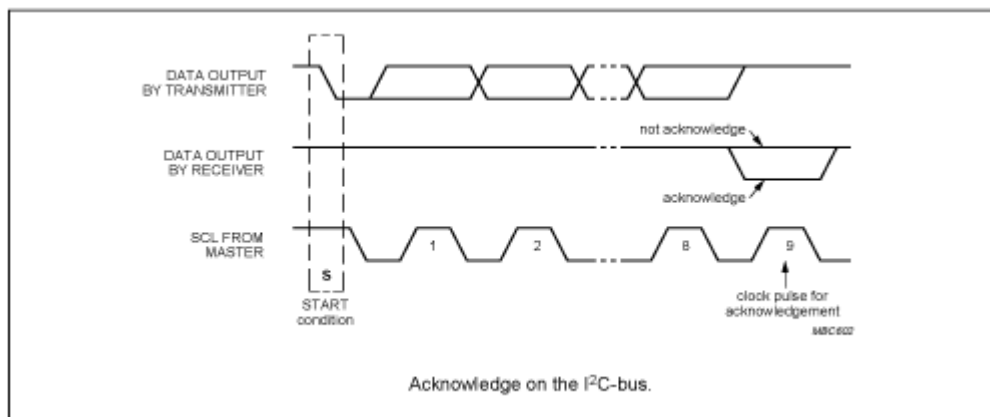 DATA OUTPUT
BY TRANSMITTER
not acknowledge
DATA OUTPUT
BY RECEIVER
acknowledge
SCL FROM
MASTER
1
2
8
9
S
START
condition
clock pulse for
acknowledgement
MBC602
Acknowledge on the I²C-bus.